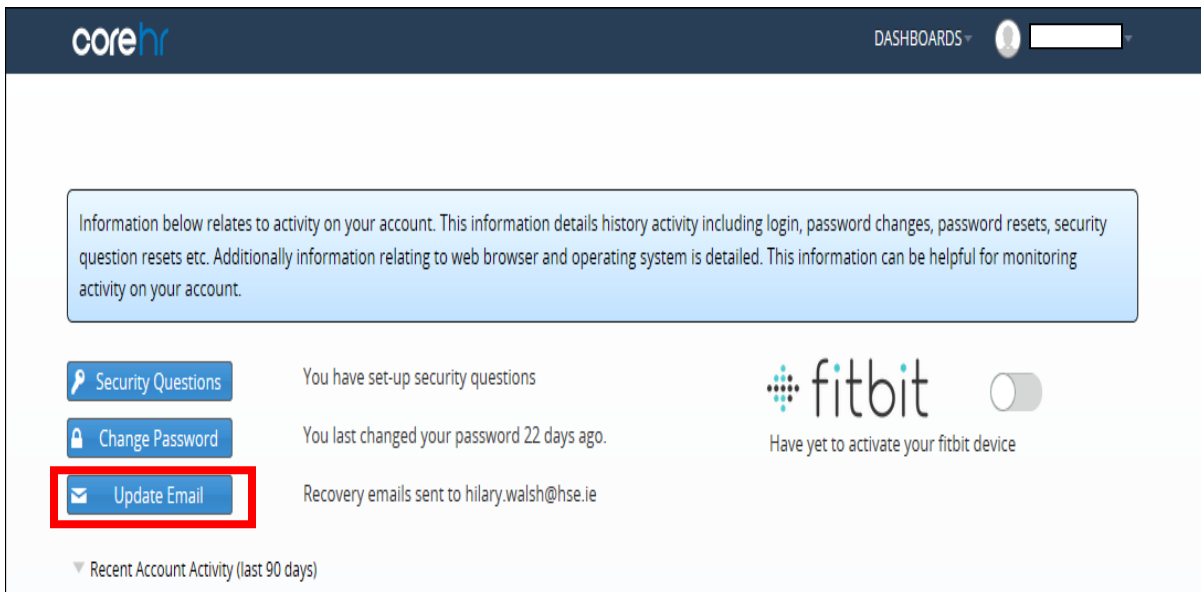 corehr
DASHBOARDS
Information below relates to activity on your account. This information details history activity including login, password changes, password resets, security
question resets etc. Additionally information relating to web browser and operating system is detailed. This information can be helpful for monitoring
activity on your account.
Security Questions
You have set-up security questions
fitbit
Change Password
You last changed your password 22 days ago.
Have yet to activate your fitbit device
Update Email
Recovery emails sent to hilary.walsh@hse.ie
Recent Account Activity (last 90 days)